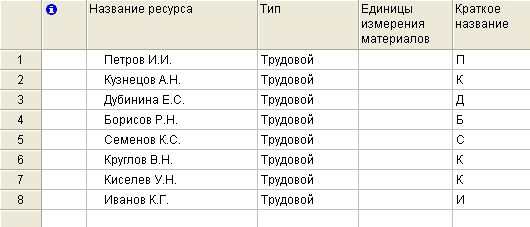 Название ресурса Тип Единицы измерения материалов Краткое название
1 Петров И.И. Трудовой П
2 Кузнецов А.Н. Трудовой К
3 Дубинина Е.С. Трудовой Д
4 Борисов Р.Н. Трудовой Б
5 Семенов К.С. Трудовой С
6 Круглов В.Н. Трудовой К
7 Киселев У.Н. Трудовой К
8 Иванов К.Г. Трудовой И